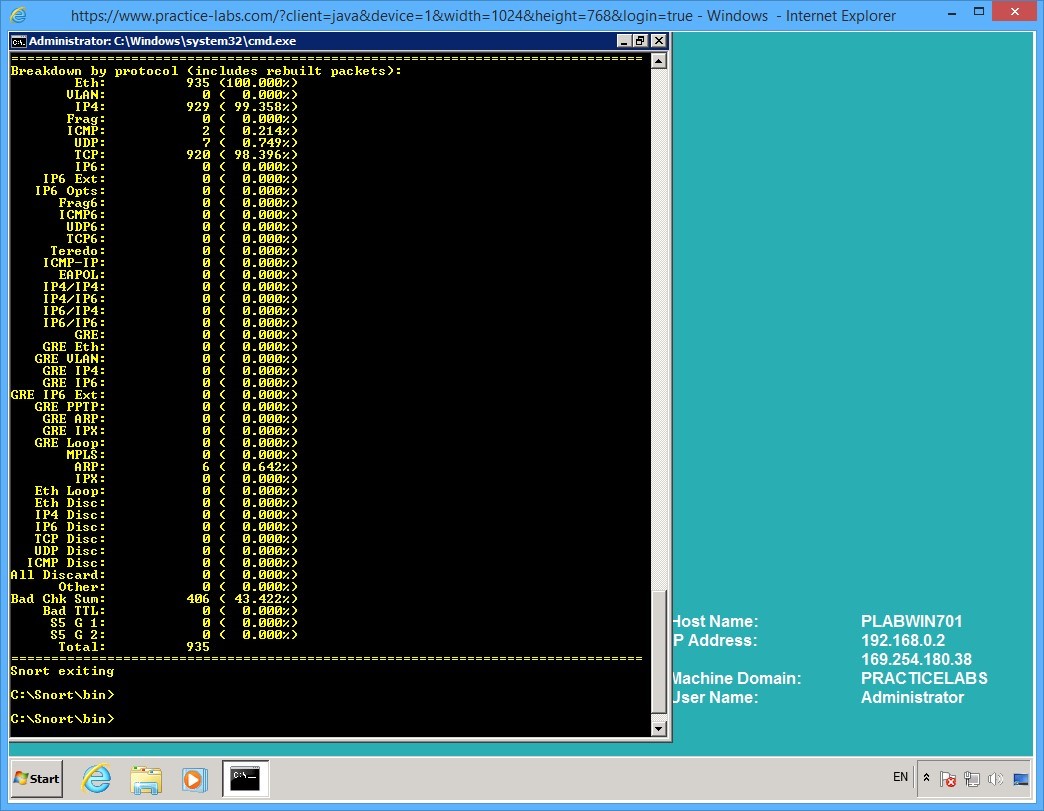 https://www.practice-labs.com/?client=java&device=1&width=1024&height=768&login=true - Windows - Internet Explorer
Administrator: C:\Windows\system32\cmd.exe
===============================================================================
Breakdown by protocol (includes rebuilt packets):
Eth: 935 (100.000%)
VLAN: 0 ( 0.000%)
IP4: 929 ( 99.358%)
Frag: 0 ( 0.000%)
ICMP: 2 ( 0.214%)
UDP: 7 ( 0.749%)
TCP: 920 ( 98.396%)
IP6: 0 ( 0.000%)
IP6 Ext: 0 ( 0.000%)
IP6 Opts: 0 ( 0.000%)
Frag6: 0 ( 0.000%)
ICMP6: 0 ( 0.000%)
UDP6: 0 ( 0.000%)
TCP6: 0 ( 0.000%)
Teredo: 0 ( 0.000%)
ICMP-IP: 0 ( 0.000%)
EAPOL: 0 ( 0.000%)
IP4/IP4: 0 ( 0.000%)
IP4/IP6: 0 ( 0.000%)
IP6/IP4: 0 ( 0.000%)
IP6/IP6: 0 ( 0.000%)
GRE: 0 ( 0.000%)
GRE Eth: 0 ( 0.000%)
GRE VLAN: 0 ( 0.000%)
GRE IP4: 0 ( 0.000%)
GRE IP6: 0 ( 0.000%)
GRE IP6 Ext: 0 ( 0.000%)
GRE PPTP: 0 ( 0.000%)
GRE ARP: 0 ( 0.000%)
GRE IPX: 0 ( 0.000%)
GRE Loop: 0 ( 0.000%)
MPLS: 0 ( 0.000%)
ARP: 6 ( 0.642%)
IPX: 0 ( 0.000%)
Eth Loop: 0 ( 0.000%)
Eth Disc: 0 ( 0.000%)
IP4 Disc: 0 ( 0.000%)
IP6 Disc: 0 ( 0.000%)
TCP Disc: 0 ( 0.000%)
UDP Disc: 0 ( 0.000%)
ICMP Disc: 0 ( 0.000%)
All Discard: 0 ( 0.000%)
Other: 0 ( 0.000%)
Bad Chk Sum: 406 ( 43.422%)
Bad TTL: 0 ( 0.000%)
S5 G 1: 0 ( 0.000%)
S5 G 2: 0 ( 0.000%)
Total: 935
===============================================================================
Snort exiting
C:\Snort\bin>
C:\Snort\bin>
Host Name: PLABWIN701
IP Address: 192.168.0.2
169.254.180.38
Machine Domain: PRACTICELABS
User Name: Administrator
Start
C:\
EN